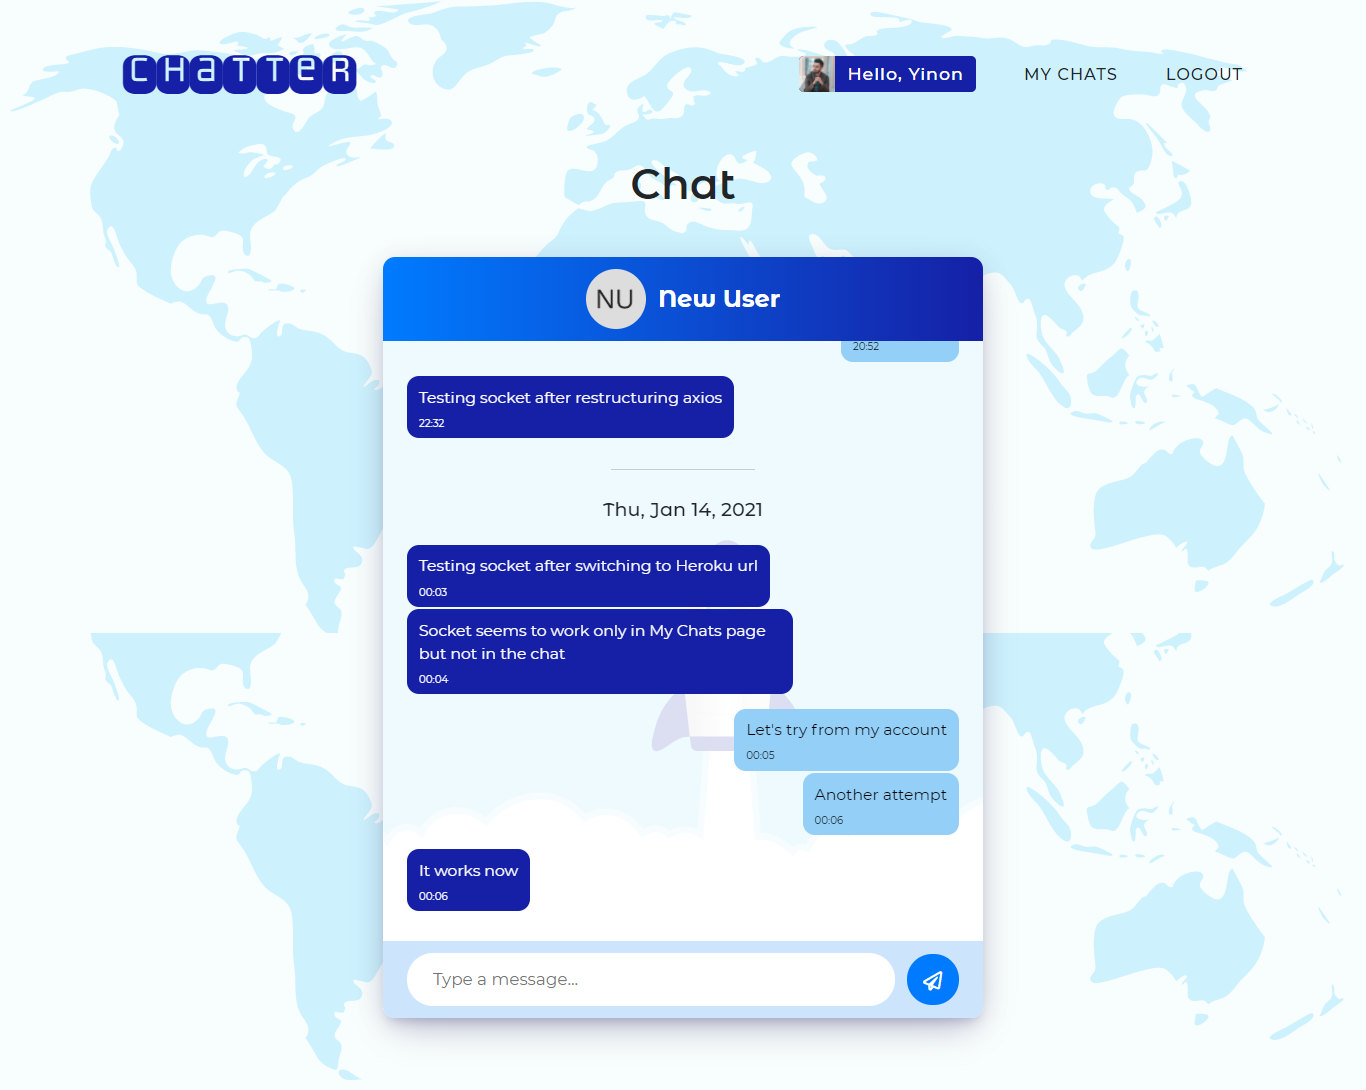 CHaTTeR
Hello, Yinon
MY CHATS
LOGOUT
Chat
NU
New User
20:52
Testing socket after restructuring axios
22:32
Thu, Jan 14, 2021
Testing socket after switching to Heroku url
00:03
Socket seems to work only in My Chats page
but not in the chat
00:04
Let's try from my account
00:05
Another attempt
00:06
It works now
00:06
Type a message...